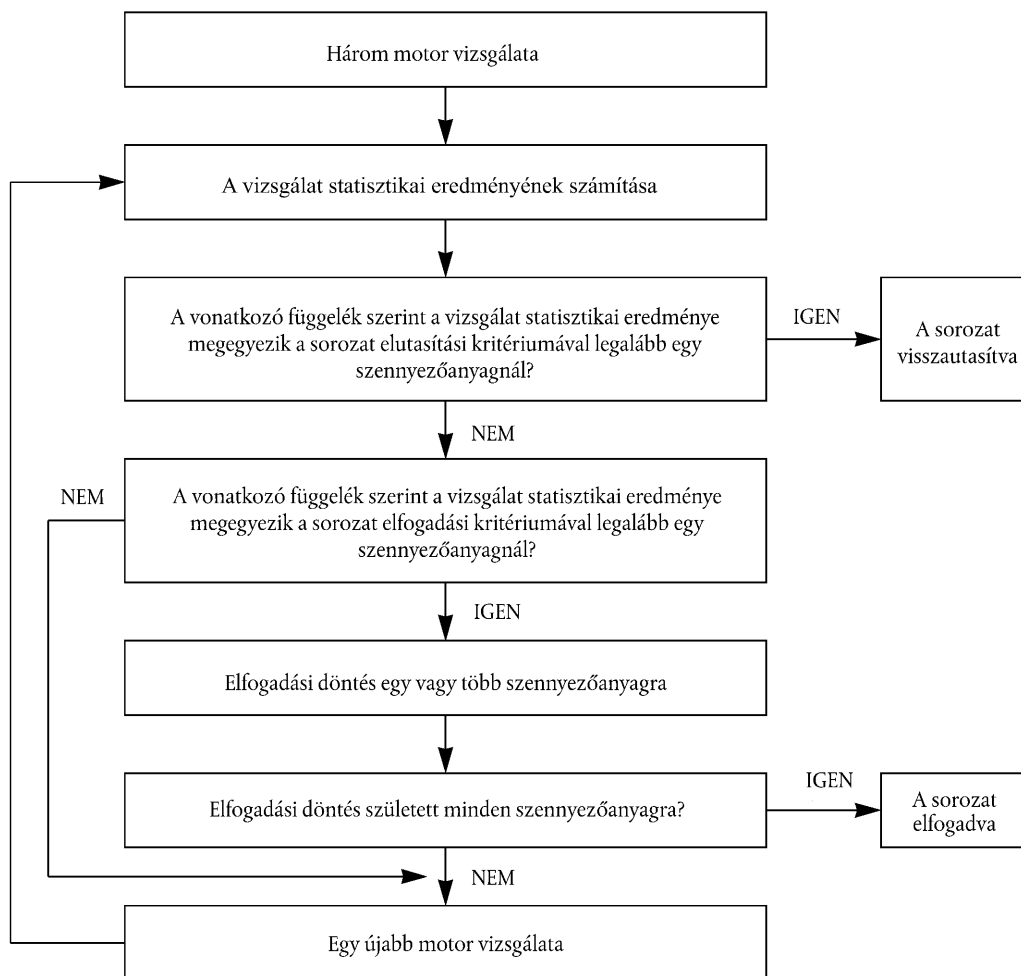 Három motor vizsgálata
A vizsgálat statisztikai eredményének számítása
A vonatkozó függelék szerint a vizsgálat statisztikai eredménye
megegyezik a sorozat elutasítási kritériumával legalább egy
szennyezőanyagnál?
IGEN
A sorozat
visszautasítva
NEM
NEM
A vonatkozó függelék szerint a vizsgálat statisztikai eredménye
megegyezik a sorozat elfogadási kritériumával legalább egy
szennyezőanyagnál?
IGEN
Elfogadási döntés egy vagy több szennyezőanyagra
Elfogadási döntés született minden szennyezőanyagra?
IGEN
A sorozat
elfogadva
NEM
Egy újabb motor vizsgálata